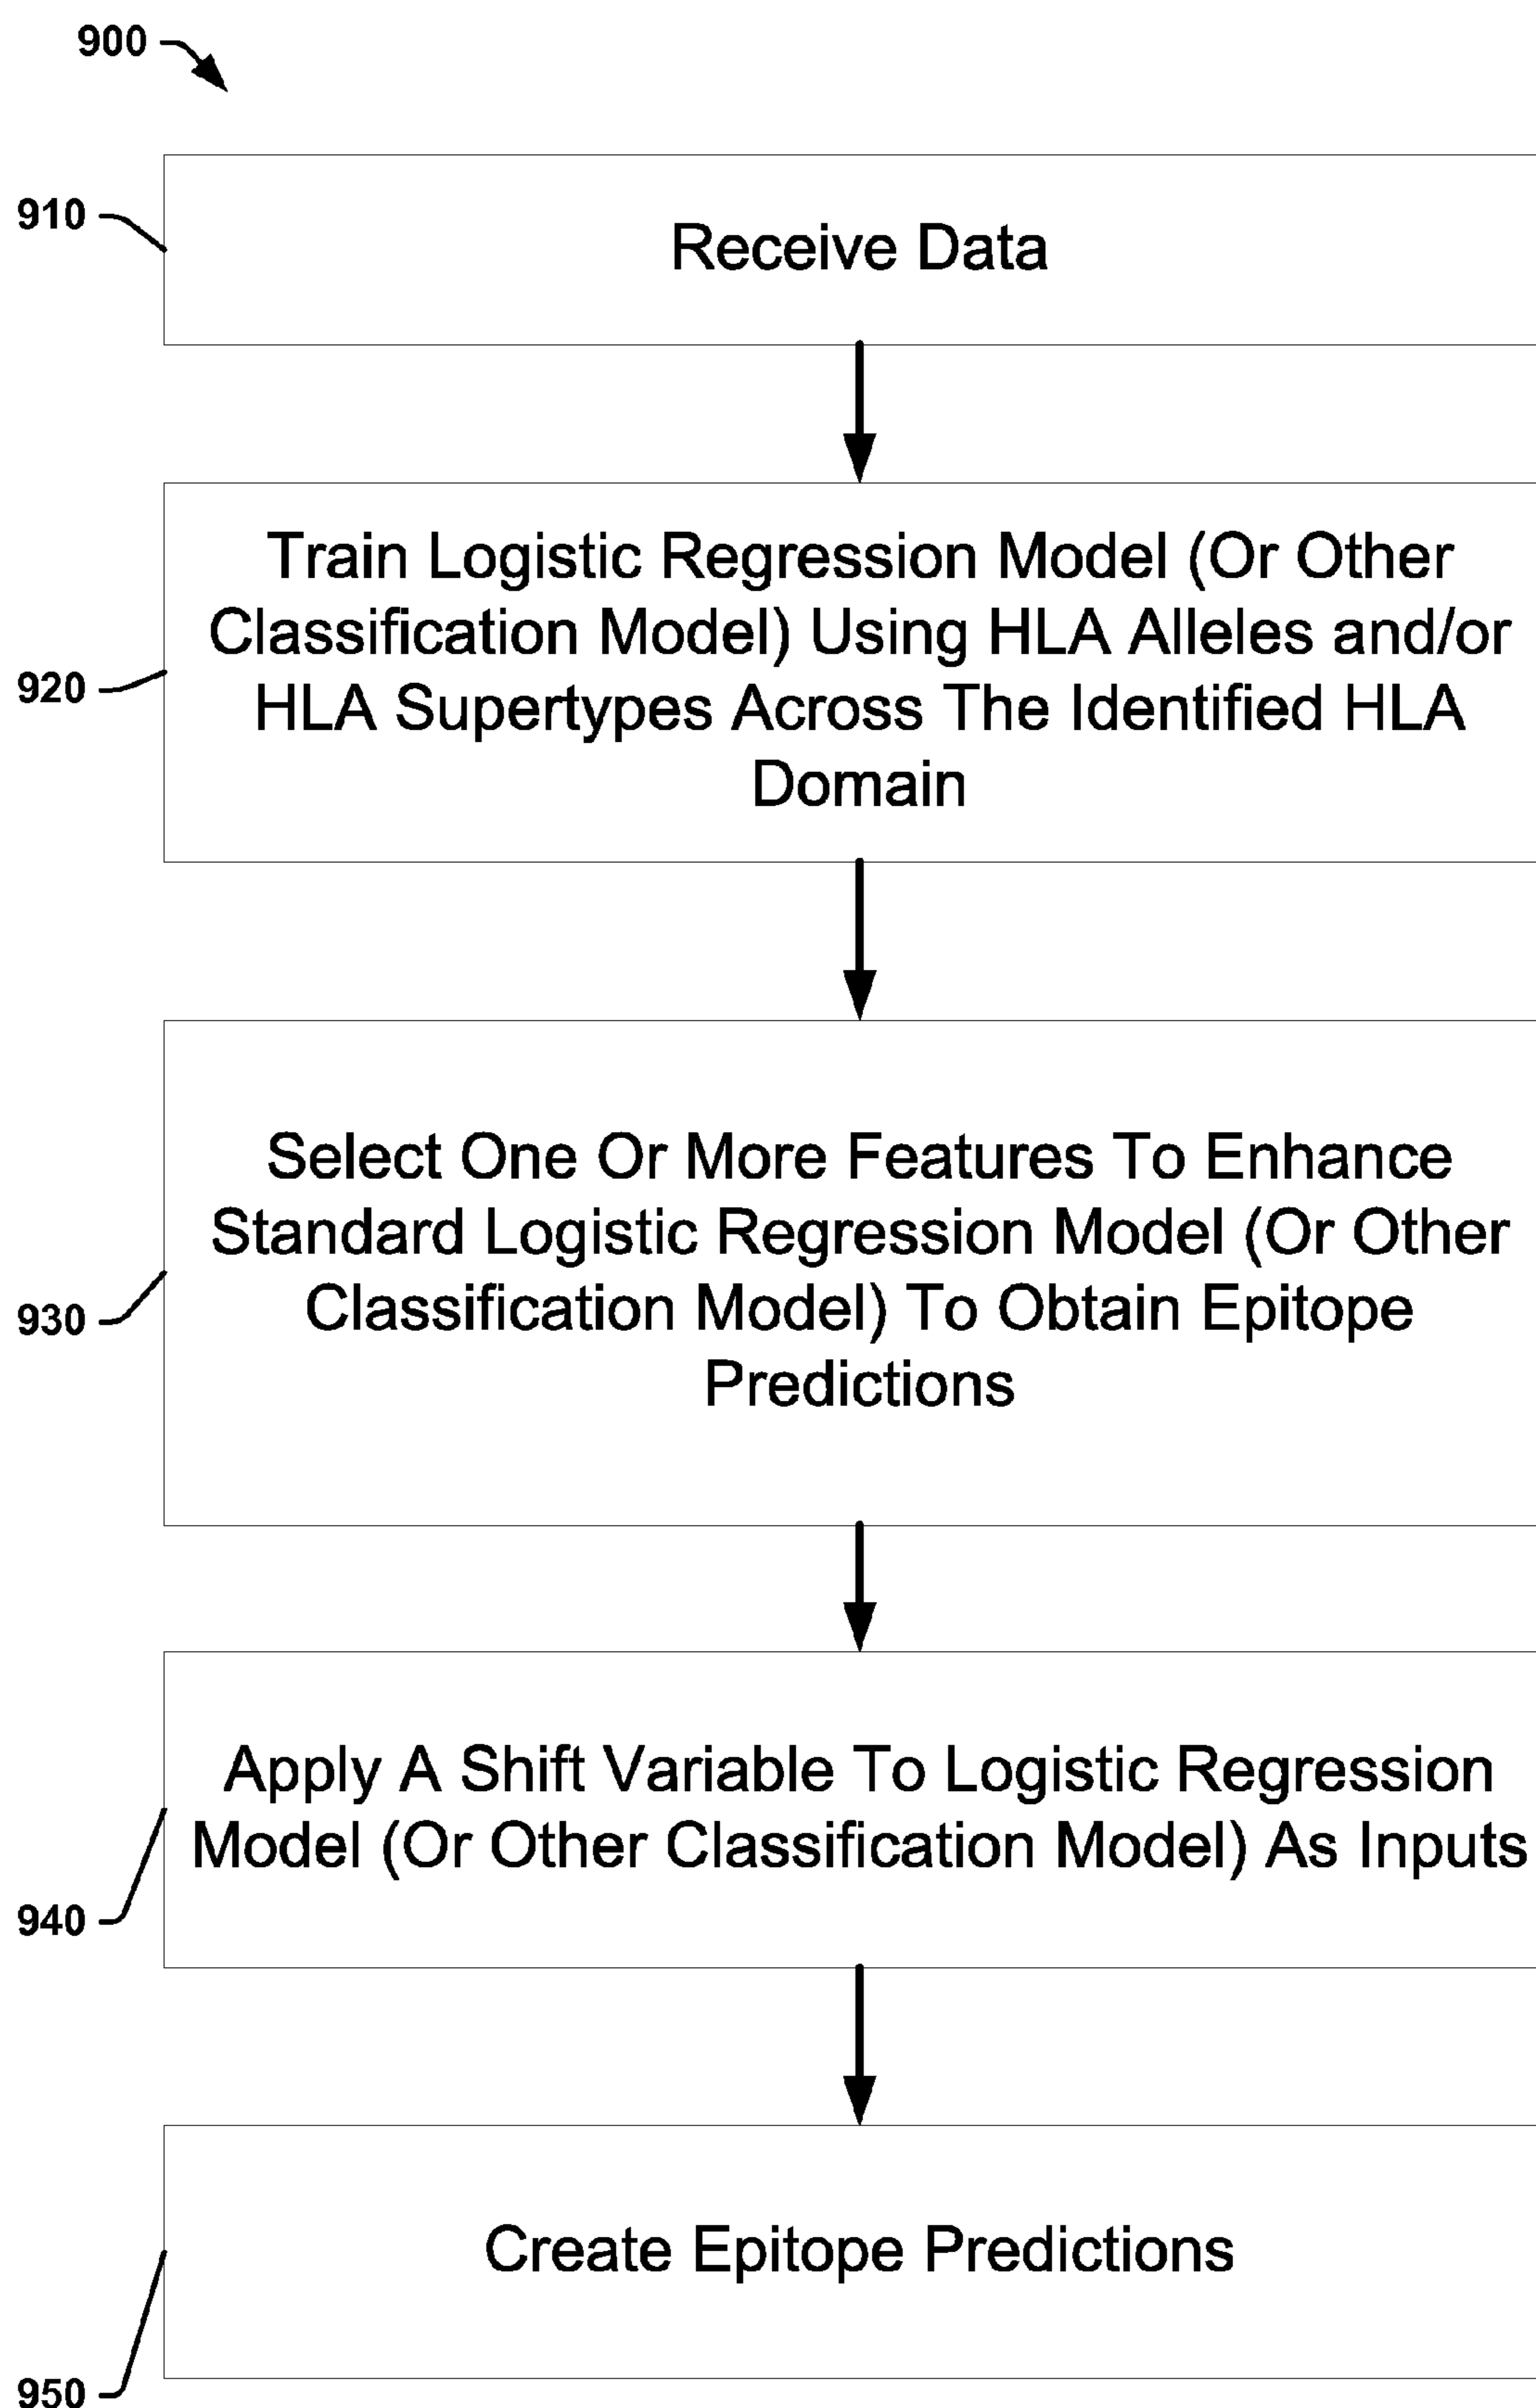 900
910
Receive Data
Train Logistic Regression Model (Or Other
Classification Model) Using HLA Alleles and/or
HLA Supertypes Across The Identified HLA
Domain
920
Select One Or More Features To Enhance
Standard Logistic Regression Model (Or Other
Classification Model) To Obtain Epitope
Predictions
930
Apply A Shift Variable To Logistic Regression
Model (Or Other Classification Model) As Inputs
940
Create Epitope Predictions
950